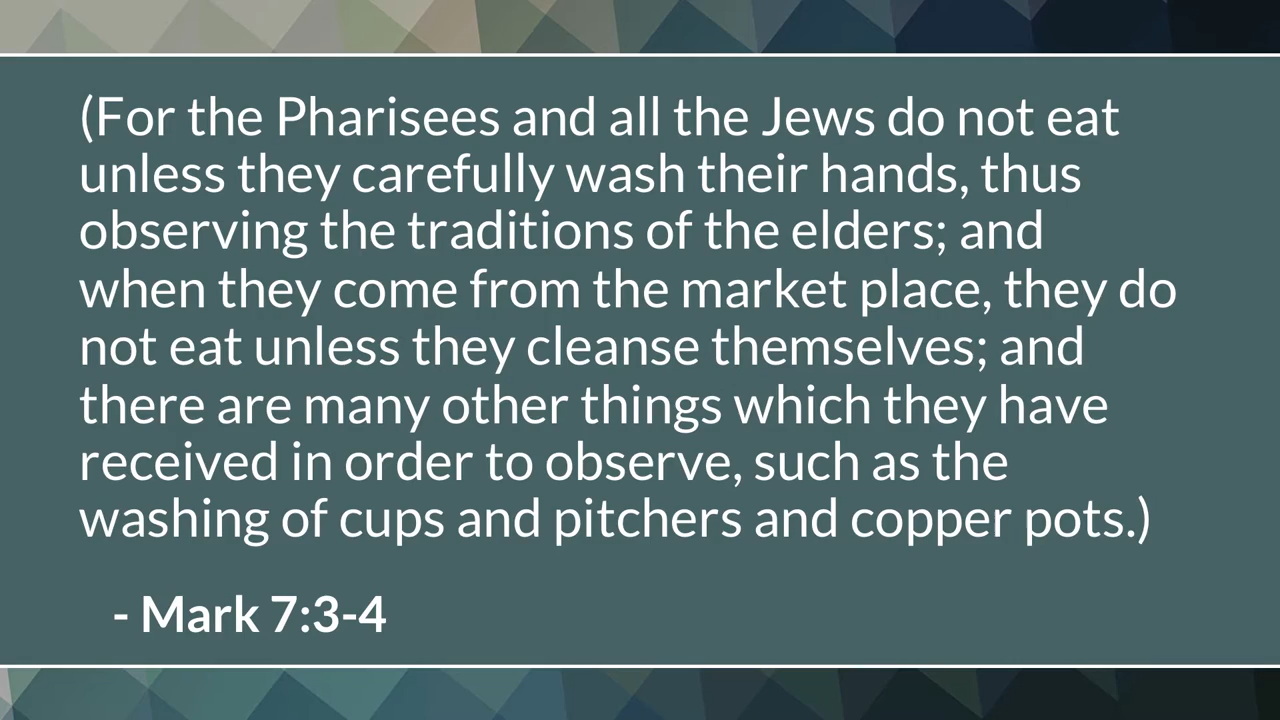 (For the Pharisees and all the Jews do not eat
unless they carefully wash their hands, thus
observing the traditions of the elders; and
when they come from the market place, they do
not eat unless they cleanse themselves; and
there are many other things which they have
received in order to observe, such as the
washing of cups and pitchers and copper pots.)
- Mark 7:3-4